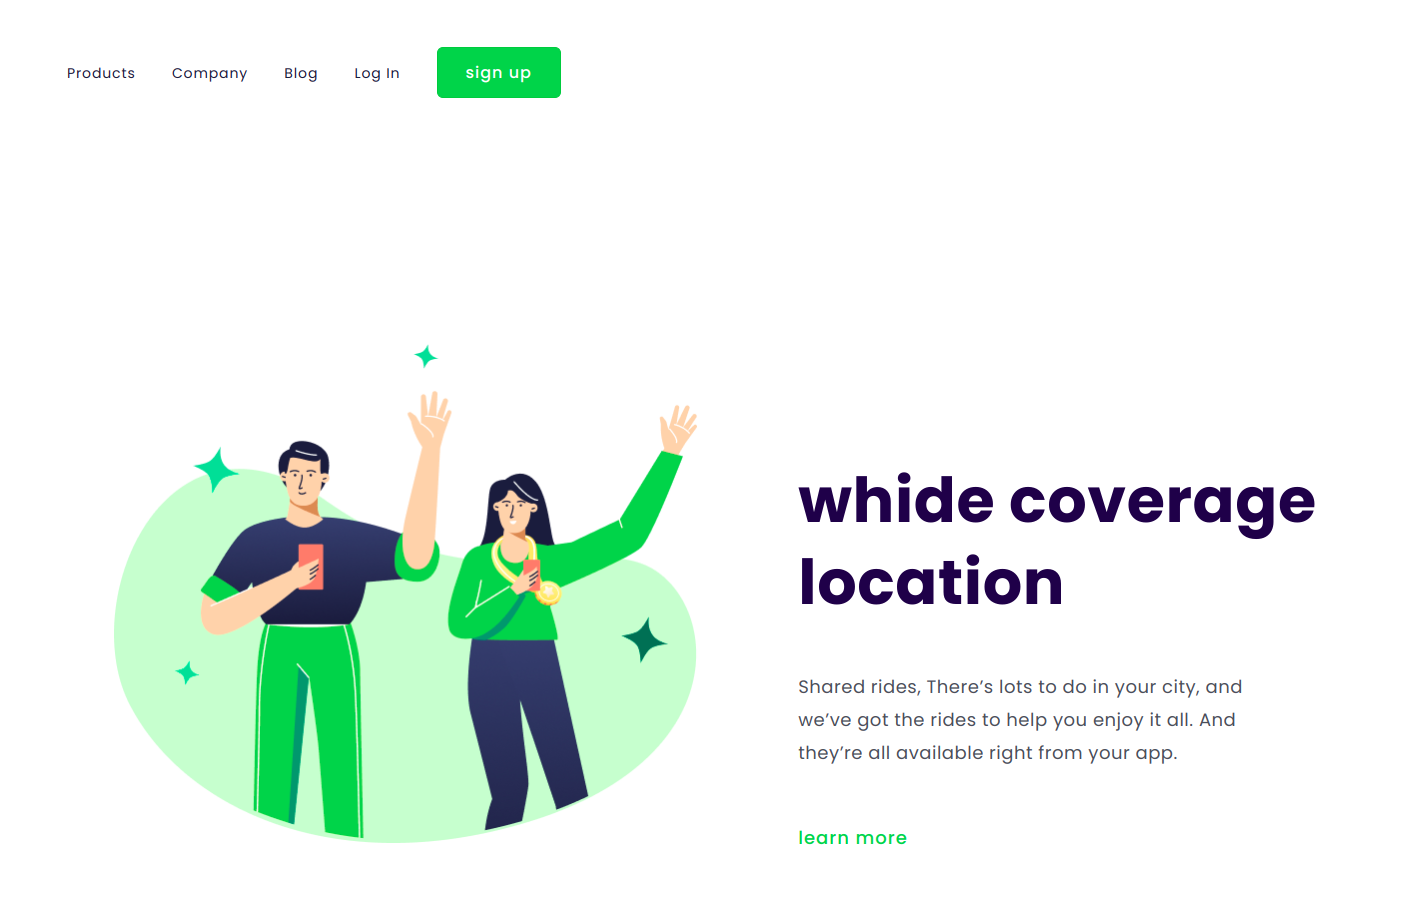 Products Company Blog Log In sign up
whide coverage
location
Shared rides, There’s lots to do in your city, and
we’ve got the rides to help you enjoy it all. And
they’re all available right from your app.
learn more